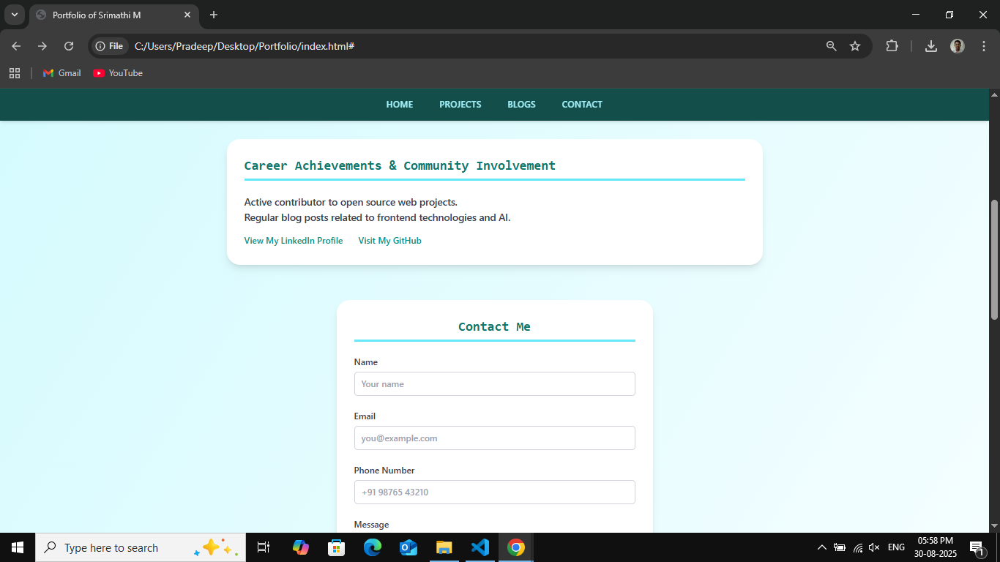 Portfolio of Srimathi M
File C:/Users/Pradeep/Desktop/Portfolio/index.html#
Gmail YouTube
HOME PROJECTS BLOGS CONTACT
Career Achievements & Community Involvement
Active contributor to open source web projects.
Regular blog posts related to frontend technologies and AI.
View My LinkedIn Profile Visit My GitHub
Contact Me
Name
Your name
Email
you@example.com
Phone Number
+91 98765 43210
Message
Type here to search
ENG
05:58 PM
30-08-2025
1